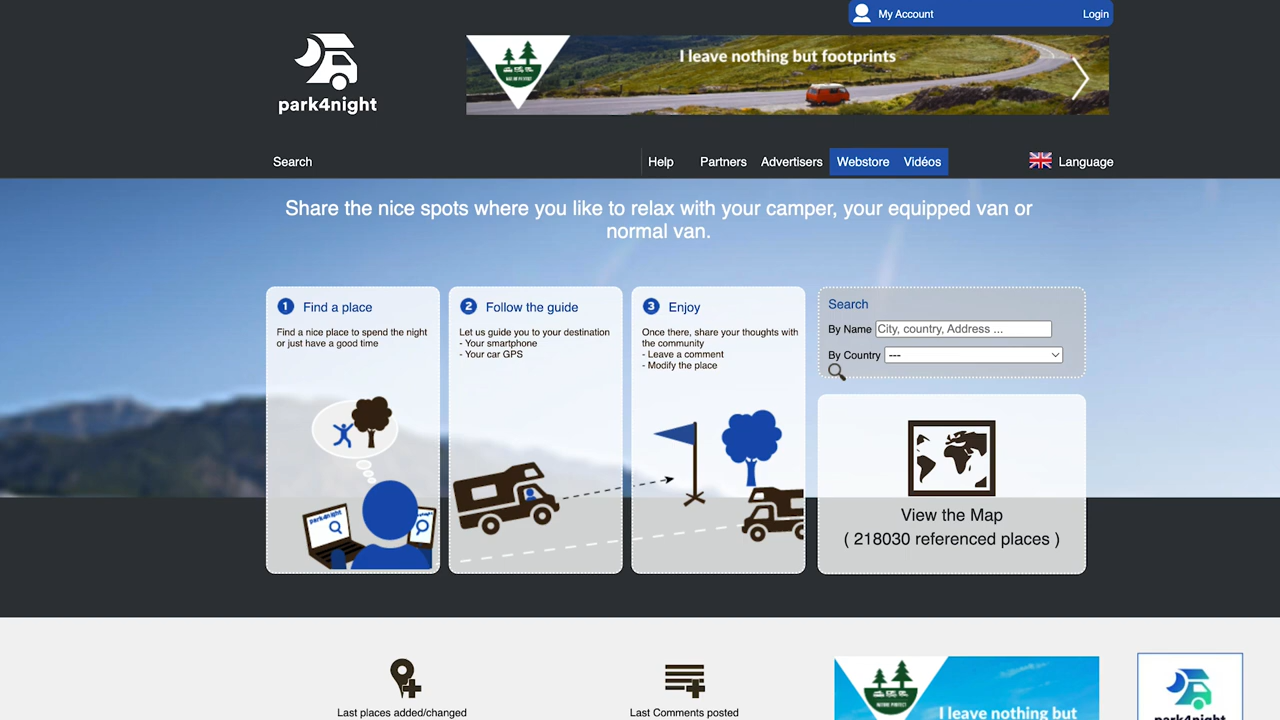 My Account
Login
park4night
I leave nothing but footprints
Search
Help
Partners
Advertisers
Webstore
Vidéos
Language
Share the nice spots where you like to relax with your camper, your equipped van or
normal van.
1 Find a place
Find a nice place to spend the night
or just have a good time
park4night
2 Follow the guide
Let us guide you to your destination
- Your smartphone
- Your car GPS
3 Enjoy
Once there, share your thoughts with
the community
- Leave a comment
- Modify the place
Search
By Name City, country, Address ...
By Country ---
View the Map
( 218030 referenced places )
Last places added/changed
Last Comments posted
NATURE PROTECT
I leave nothing but
park4night